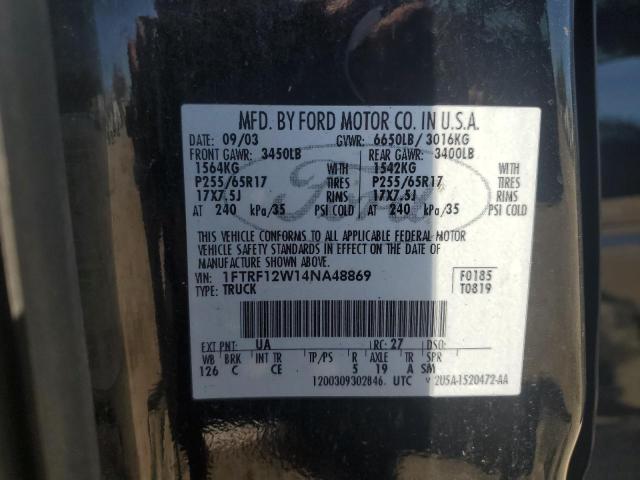 MFD. BY FORD MOTOR CO. IN U.S.A.
DATE: 09/03 GVWR: 6650LB/ 3016KG
FRONT GAWR: 3450LB REAR GAWR: 3400LB
1564KG WITH 1542KG WITH
P255/65R17 TIRES P255/65R17 TIRES
17X7.5J RIMS 17X7.5J RIMS
AT 240 kPa/35 PSI COLD AT 240 kPa/35 PSI COLD
THIS VEHICLE CONFORMS TO ALL APPLICABLE FEDERAL MOTOR
VEHICLE SAFETY STANDARDS IN EFFECT ON THE DATE OF
MANUFACTURE SHOWN ABOVE.
VIN: 1FTRF12W14NA48869 F0185
TYPE: TRUCK T0819
EXT PNT: UA RC: 27 DSO:
WB BRK INT TR TP/PS R AXLE TR SPR
126 C CE 5 19 A SM
1200309302846 UTC 2U5A-1520472-AA
Ford